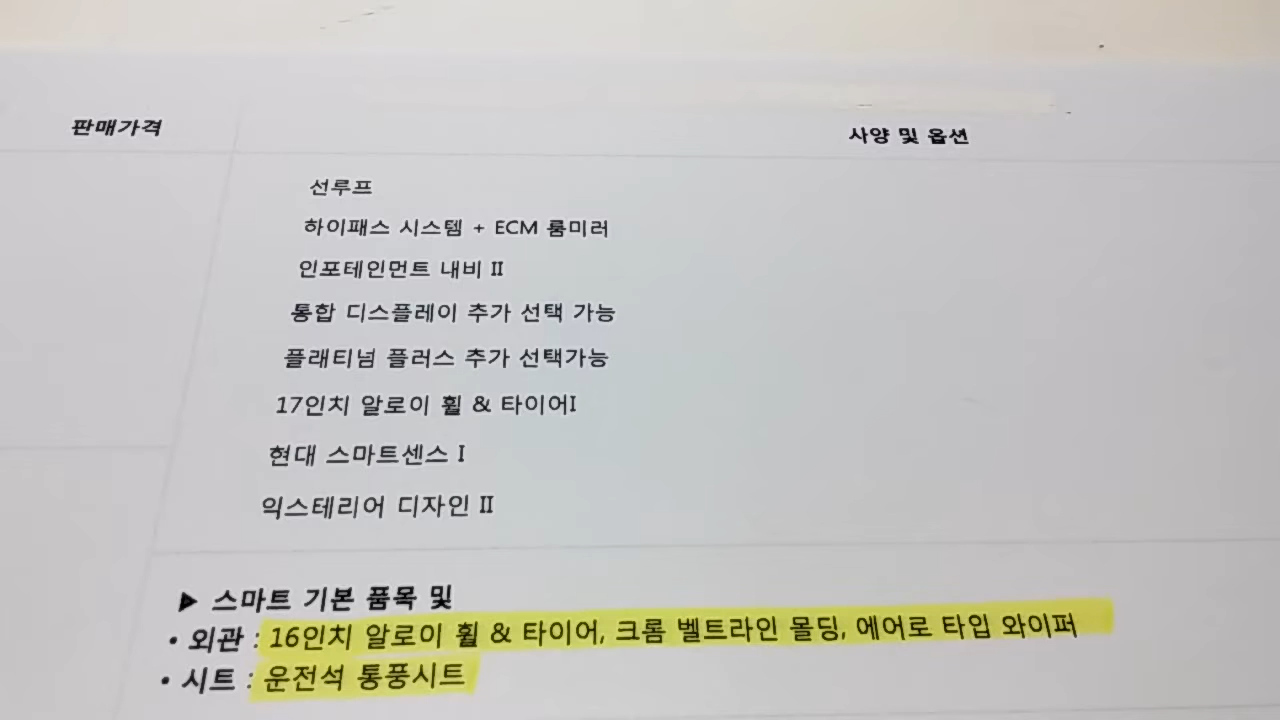 판매가격
사양 및 옵션
선루프
하이패스 시스템 + ECM 룸미러
인포테인먼트 내비 II
통합 디스플레이 추가 선택 가능
플래티넘 플러스 추가 선택가능
17인치 알로이 휠 & 타이어I
현대 스마트센스 I
익스테리어 디자인 II
▶ 스마트 기본 품목 및
• 외관 : 16인치 알로이 휠 & 타이어, 크롬 벨트라인 몰딩, 에어로 타입 와이퍼
• 시트 : 운전석 통풍시트